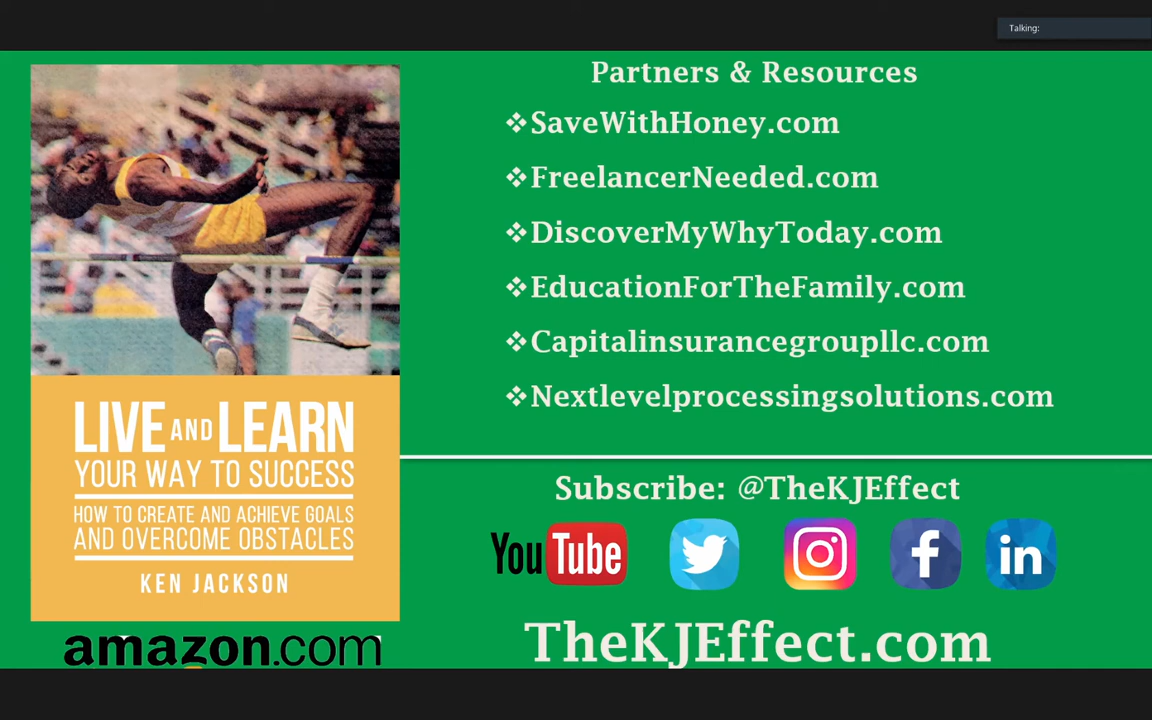 Talking:
Partners & Resources
SaveWithHoney.com
FreelancerNeeded.com
DiscoverMyWhyToday.com
EducationForTheFamily.com
Capitalinsurancegroupllc.com
Nextlevelprocessingsolutions.com
LIVE AND LEARN
YOUR WAY TO SUCCESS
HOW TO CREATE AND ACHIEVE GOALS
AND OVERCOME OBSTACLES
KEN JACKSON
amazon.com
Subscribe: @TheKJEffect
YouTube
in
TheKJEffect.com